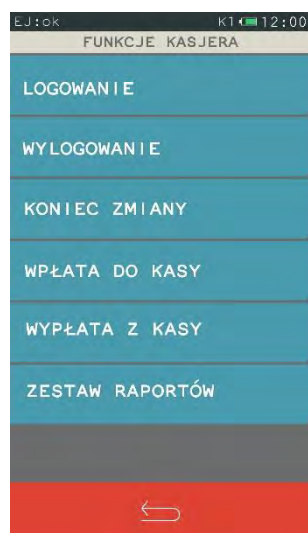 EJ:ok K1 12:00
FUNKCJE KASJERA
LOGOWANIE
WYLOGOWANIE
KONIEC ZMIANY
WPŁATA DO KASY
WYPŁATA Z KASY
ZESTAW RAPORTÓW